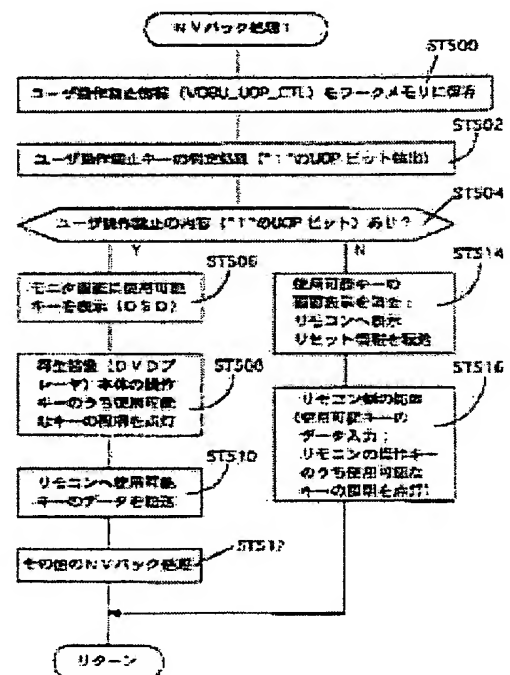 NVパック処理1
ST500
ユーザ操作禁止情報(VOBU_UOP_CTL)をワークメモリに保存
ST502
ユーザ操作禁止キーの判定処理("1"のUOPビット検出)
ST504
ユーザ操作禁止の内容("1"のUOPビット)あり?
Y
N
ST506
モニタ画面に使用可能
キーを表示(OSD)
ST508
再生装置(DVDプ
レーヤ)本体の操作
キーのうち使用可能
なキーの照明を点灯
ST510
リモコンへ使用可能
キーのデータを転送
ST512
その他のNVパック処理
ST514
使用可能キーの
画面表示を消去;
リモコンへ表示
リセット情報を転送
ST516
リモコン側の処理
(使用可能キーの
データ入力;
リモコンの操作キー
のうち使用可能な
キーの照明を点灯)
リターン